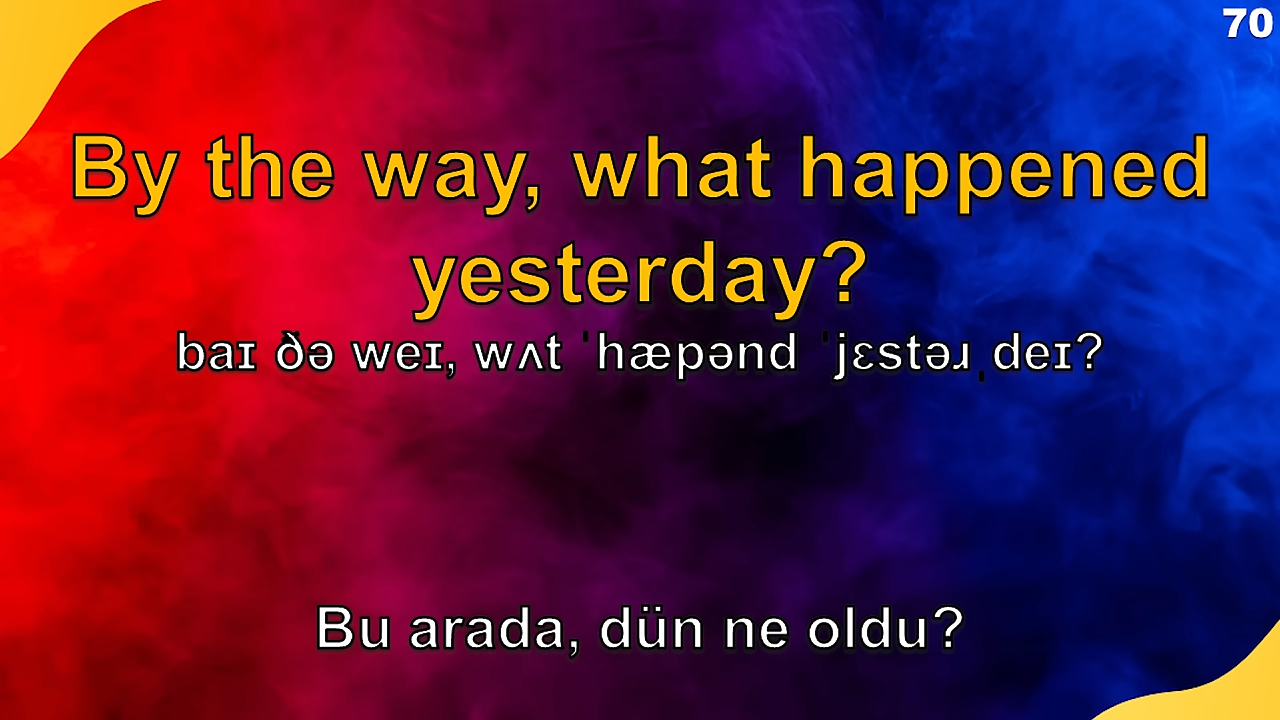 70
By the way, what happened
yesterday?
baɪ ðə weɪ, wʌt ˈhæpənd ˈjɛstəɹˌdeɪ?
Bu arada, dün ne oldu?